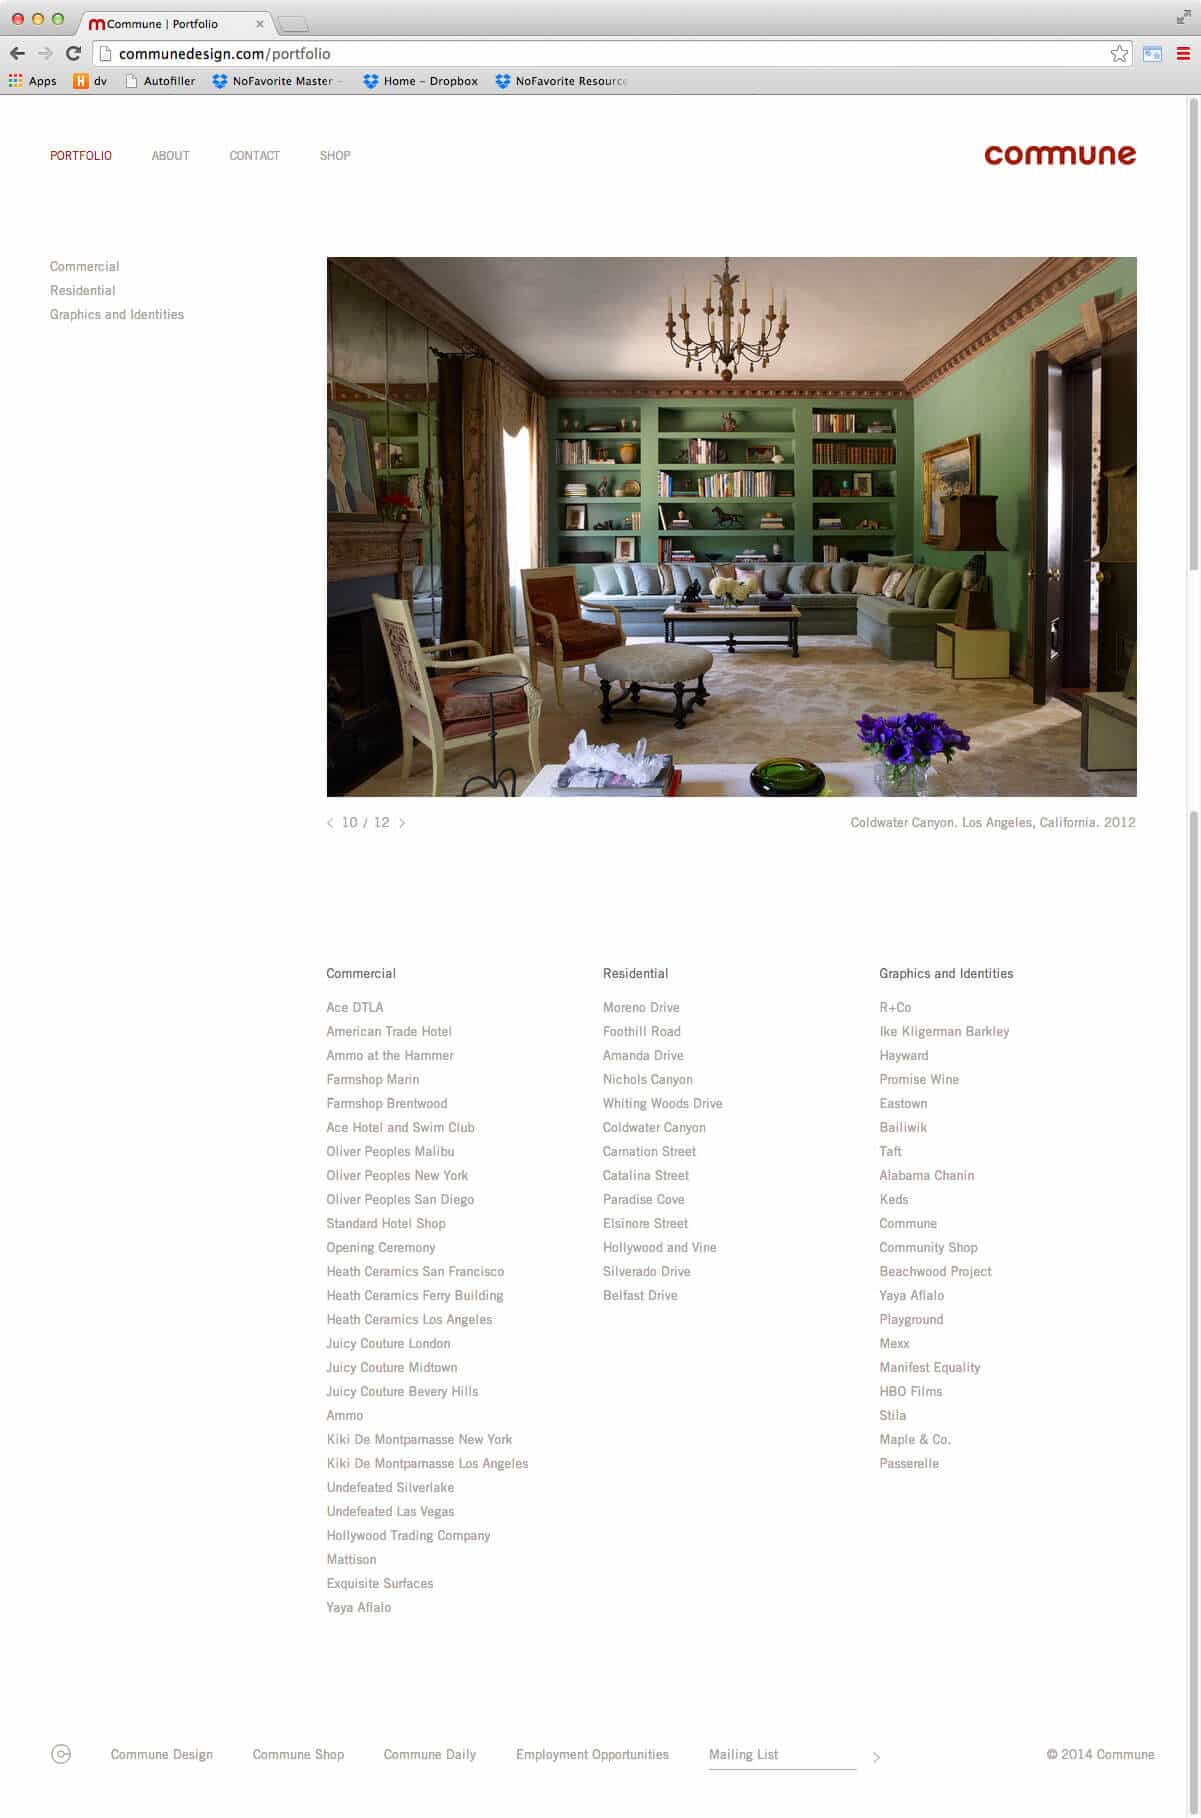 Commune | Portfolio
communedesign.com/portfolio
Apps
H dv
Autofiller
NoFavorite Master –
Home – Dropbox
NoFavorite Resourc
PORTFOLIO ABOUT CONTACT SHOP
commune
Commercial
Residential
Graphics and Identities
10 / 12
Coldwater Canyon. Los Angeles, California. 2012
Commercial
Ace DTLA
American Trade Hotel
Ammo at the Hammer
Farmshop Marin
Farmshop Brentwood
Ace Hotel and Swim Club
Oliver Peoples Malibu
Oliver Peoples New York
Oliver Peoples San Diego
Standard Hotel Shop
Opening Ceremony
Heath Ceramics San Francisco
Heath Ceramics Ferry Building
Heath Ceramics Los Angeles
Juicy Couture London
Juicy Couture Midtown
Juicy Couture Bevery Hills
Ammo
Kiki De Montparnasse New York
Kiki De Montparnasse Los Angeles
Undefeated Silverlake
Undefeated Las Vegas
Hollywood Trading Company
Mattison
Exquisite Surfaces
Yaya Aflalo
Residential
Moreno Drive
Foothill Road
Amanda Drive
Nichols Canyon
Whiting Woods Drive
Coldwater Canyon
Carnation Street
Catalina Street
Paradise Cove
Elsinore Street
Hollywood and Vine
Silverado Drive
Belfast Drive
Graphics and Identities
R+Co
Ike Kligerman Barkley
Hayward
Promise Wine
Eastown
Bailiwik
Taft
Alabama Chanin
Keds
Commune
Community Shop
Beachwood Project
Yaya Aflalo
Playground
Mexx
Manifest Equality
HBO Films
Stila
Maple & Co.
Passerelle
Commune Design Commune Shop Commune Daily Employment Opportunities Mailing List © 2014 Commune